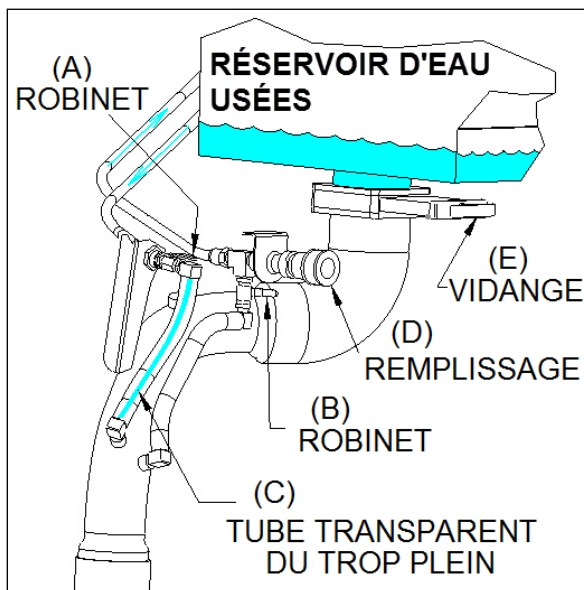 (A)
ROBINET
RÉSERVOIR D'EAU
USÉES
(E)
VIDANGE
(D)
REMPLISSAGE
(B)
ROBINET
(C)
TUBE TRANSPARENT
DU TROP PLEIN